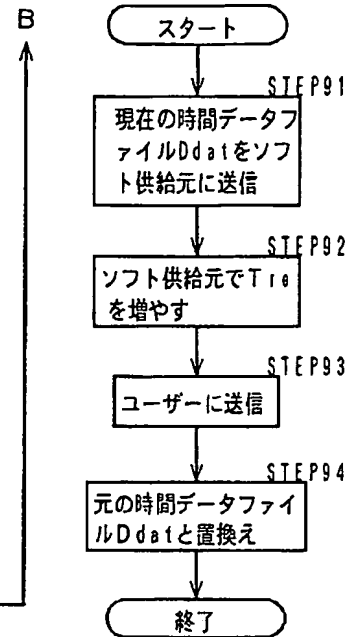 B
スタート
STEP91
現在の時間データフ
ァイルDdatをソフ
ト供給元に送信
STEP92
ソフト供給元でTre
を増やす
STEP93
ユーザーに送信
STEP94
元の時間データファイ
ルDdatと置換え
終了